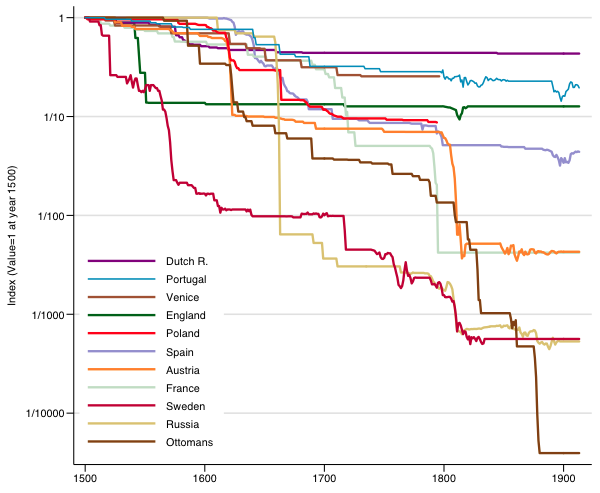 Index (Value=1 at year 1500)
1
1/10
1/100
1/1000
1/10000
Dutch R.
Portugal
Venice
England
Poland
Spain
Austria
France
Sweden
Russia
Ottomans
1500 1600 1700 1800 1900